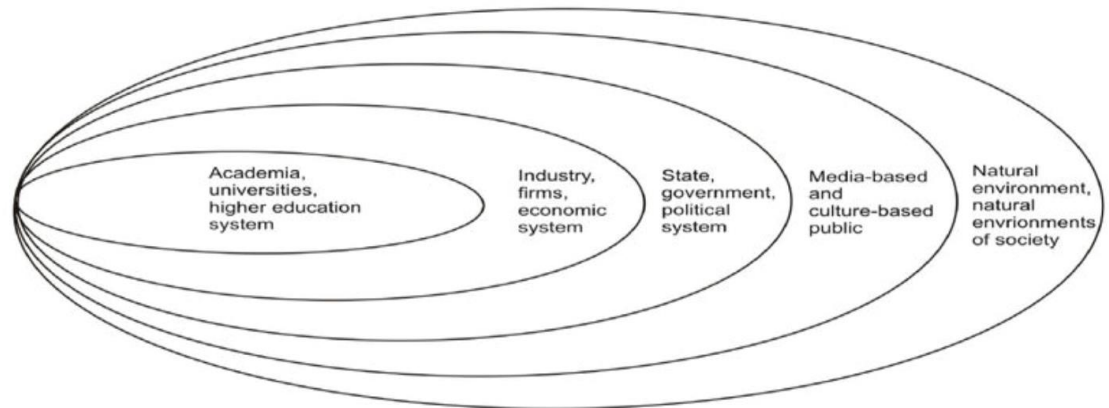 Academia,
universities,
higher education
system
Industry,
firms,
economic
system
State,
government,
political
system
Media-based
and
culture-based
public
Natural
environment,
natural
envrionments
of society